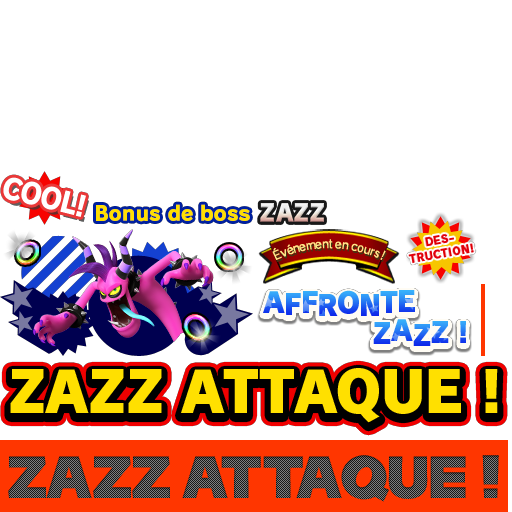 COOL!
Bonus de boss ZAZZ
Événement en cours !
DES-
TRUCTION!
AFFRONTE
ZAZZ !
ZAZZ ATTAQUE !
ZAZZ ATTAQUE !